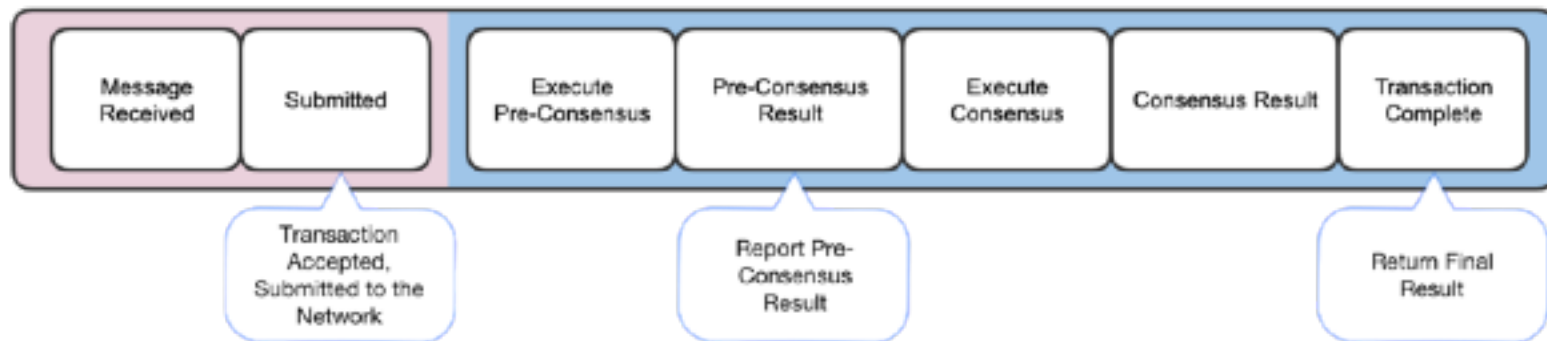 Message
Received
Submitted
Execute
Pre-Consensus
Pre-Consensus
Result
Execute
Consensus
Consensus Result
Transaction
Complete
Transaction
Accepted,
Submitted to the
Network
Report Pre-
Consensus
Result
Return Final
Result